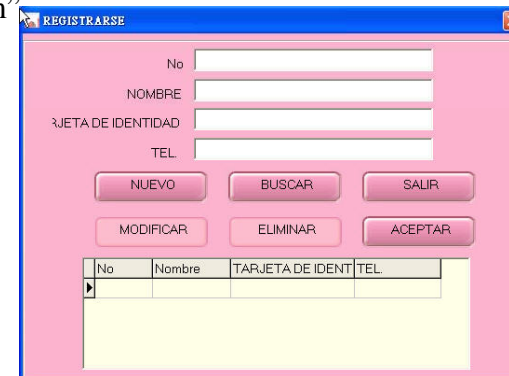 n”
REGISTRARSE
No
NOMBRE
RJETA DE IDENTIDAD
TEL.
NUEVO BUSCAR SALIR
MODIFICAR ELIMINAR ACEPTAR
No Nombre TARJETA DE IDENT TEL.